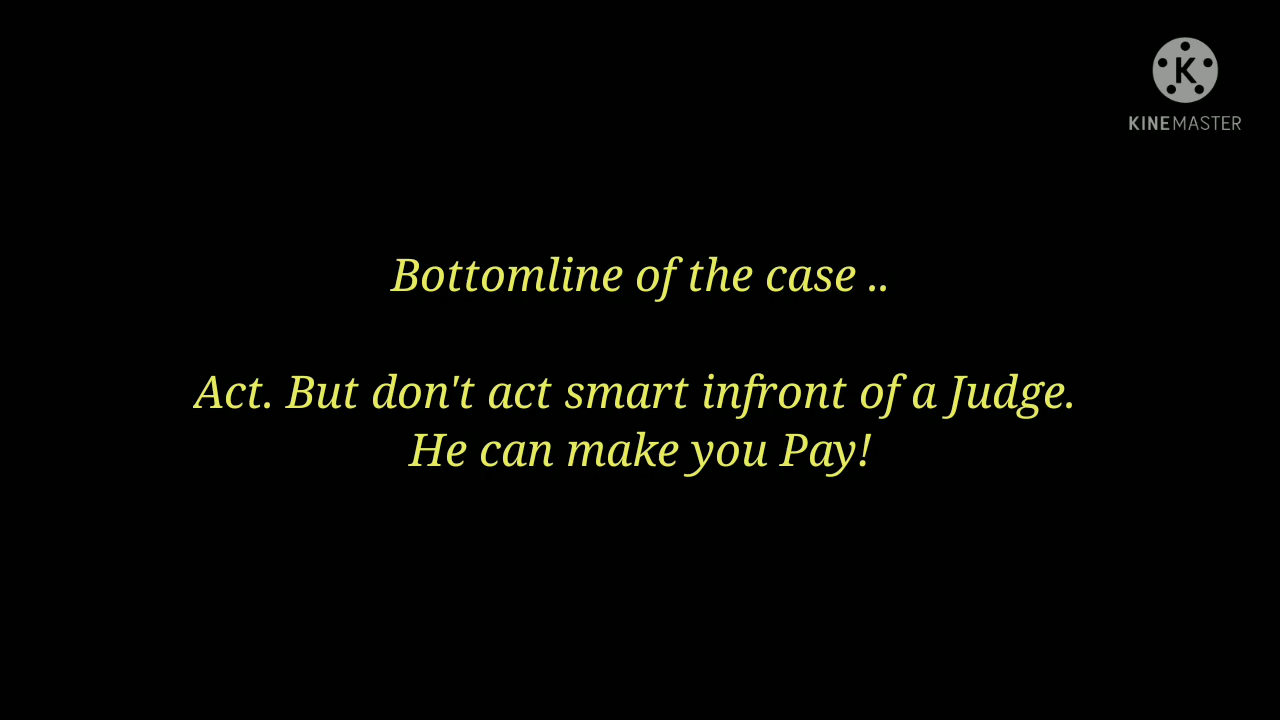 K
KINEMASTER
Bottomline of the case ..
Act. But don't act smart infront of a Judge.
He can make you Pay!